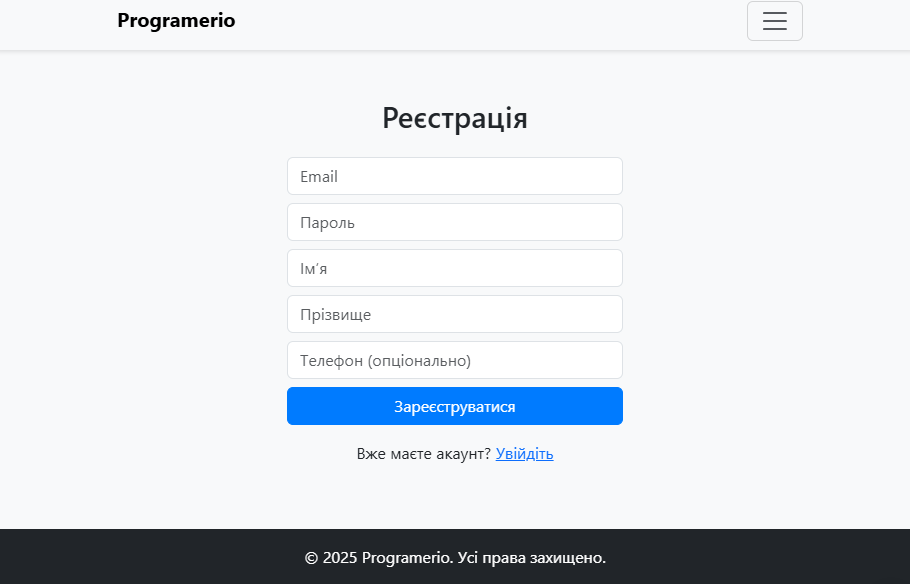 Programerio
Реєстрація
Email
Пароль
Ім’я
Прізвище
Телефон (опціонально)
Зареєструватися
Вже маєте акаунт? Увійдіть
© 2025 Programerio. Усі права захищено.